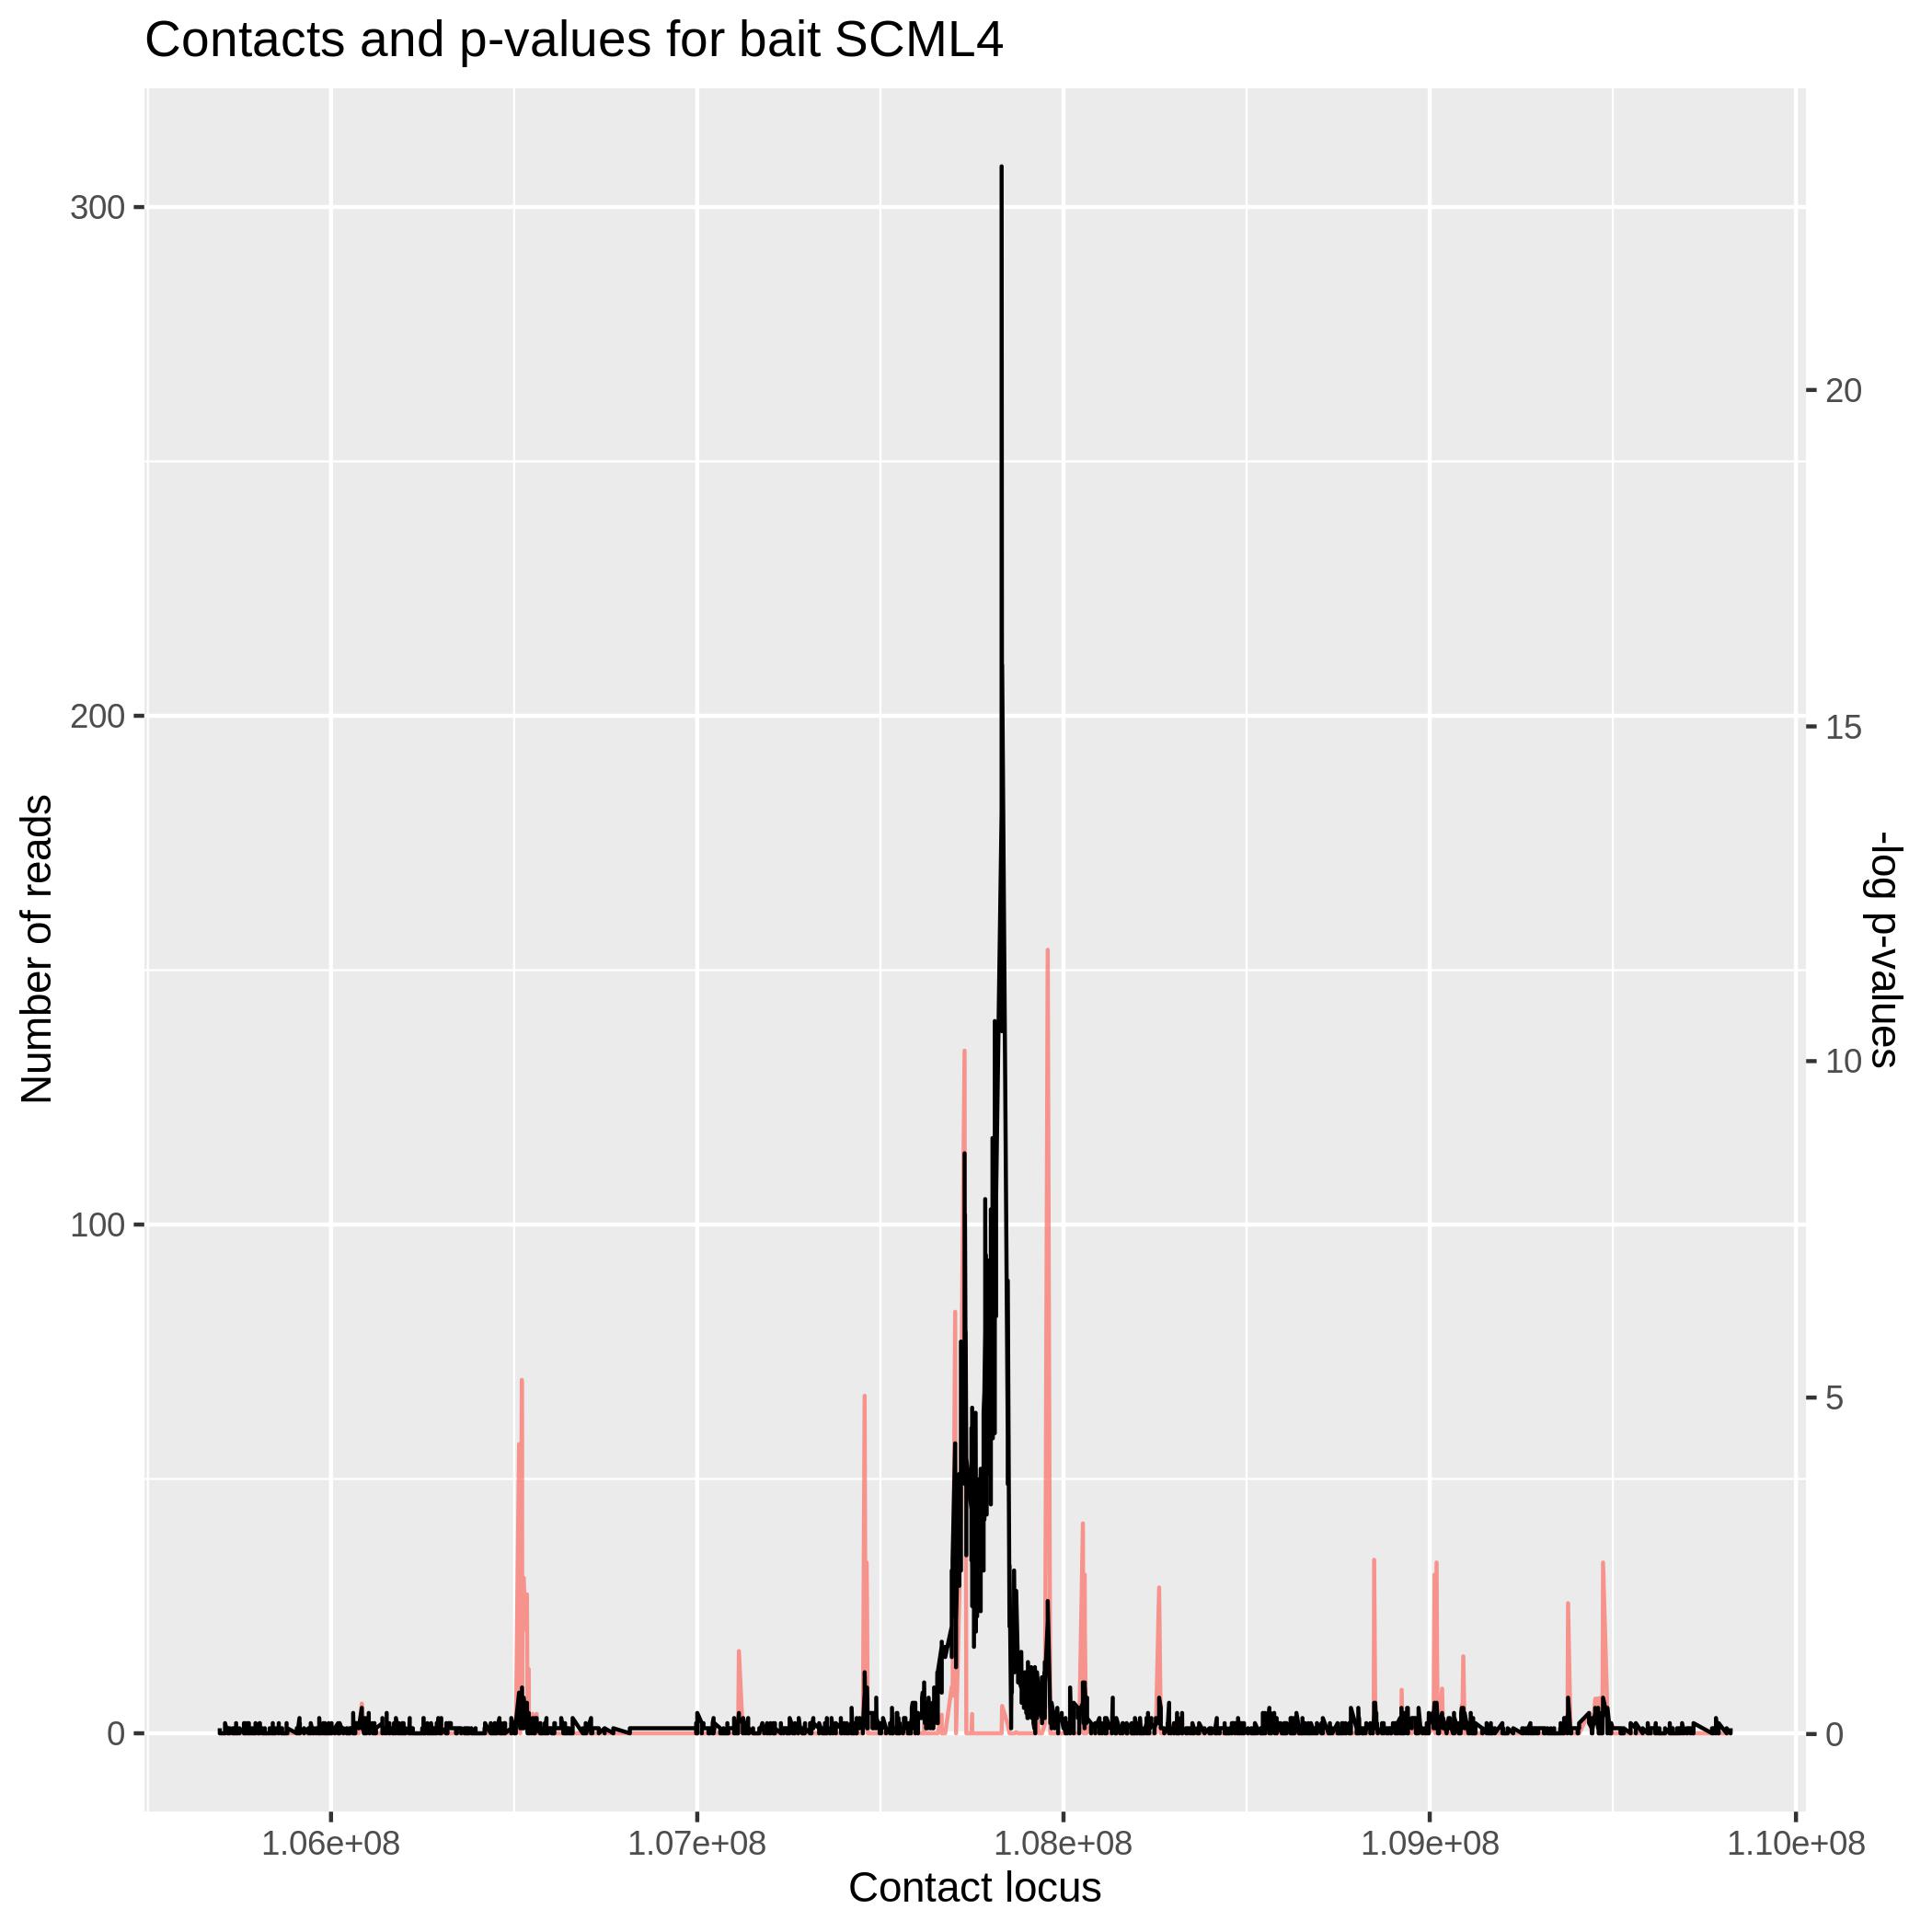 Contacts and p-values for bait SCML4
300
200
100
0
Number of reads
20
15
10
5
0
-log p-values
1.06e+08 1.07e+08 1.08e+08 1.09e+08 1.10e+08
Contact locus